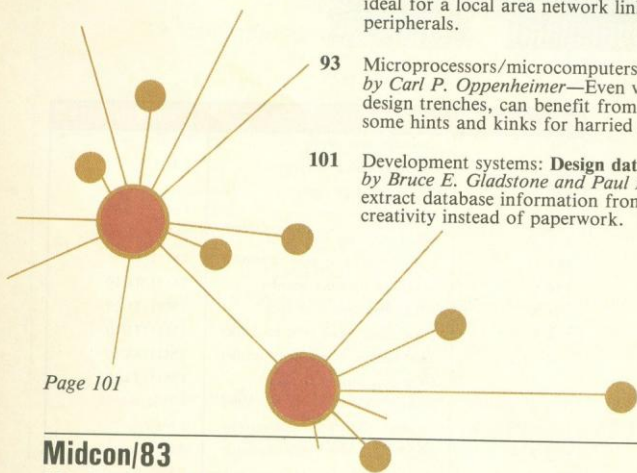 ideal for a local area network
peripherals.
93 Microprocessors/microcomputers
by Carl P. Oppenheimer—Even
design trenches, can benefit from
some hints and kinks for harried
101 Development systems: Design
by Bruce E. Gladstone and Paul
extract database information from
creativity instead of paperwork.
Page 101
Midcon/83